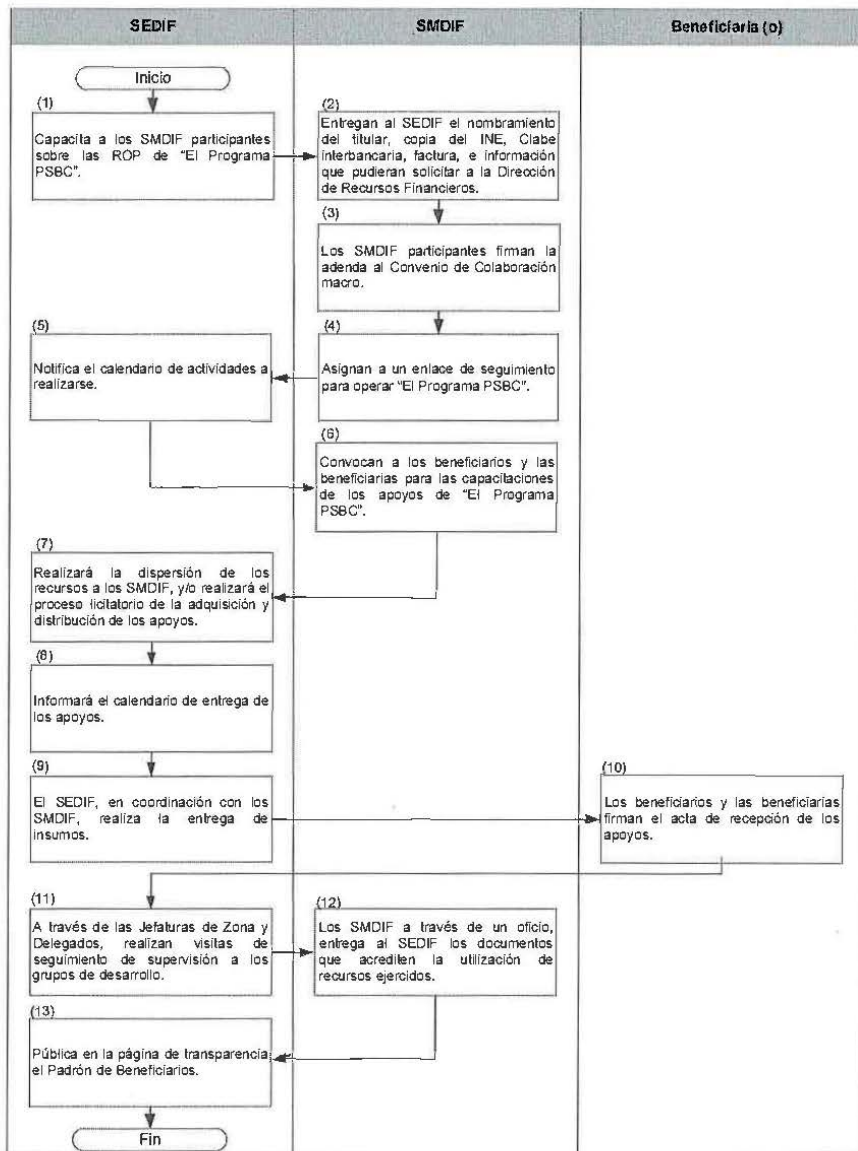 SEDIF
SMDIF
Beneficiaria (o)
Inicio
(1)
Capacita a los SMDIF participantes
sobre las ROP de "El Programa
PSBC".
(2)
Entregan al SEDIF el nombramiento
del titular, copia del INE, Clabe
interbancaria, factura, e información
que pudieran solicitar a la Dirección
de Recursos Financieros.
(3)
Los SMDIF participantes firman la
adenda al Convenio de Colaboración
macro.
(4)
Asignan a un enlace de seguimiento
para operar "El Programa PSBC".
(5)
Notifica el calendario de actividades a
realizarse.
(6)
Convocan a los beneficiarios y las
beneficiarias para las capacitaciones
de los apoyos de "El Programa
PSBC".
(7)
Realizará la dispersión de los
recursos a los SMDIF, y/o realizará el
proceso licitatorio de la adquisición y
distribución de los apoyos.
(8)
Informará el calendario de entrega de
los apoyos.
(9)
El SEDIF, en coordinación con los
SMDIF, realiza la entrega de
insumos.
(10)
Los beneficiarios y las beneficiarias
firman el acta de recepción de los
apoyos.
(11)
A través de las Jefaturas de Zona y
Delegados, realizan visitas de
seguimiento de supervisión a los
grupos de desarrollo.
(12)
Los SMDIF a través de un oficio,
entrega al SEDIF los documentos
que acrediten la utilización de
recursos ejercidos.
(13)
Pública en la página de transparencia
el Padrón de Beneficiarios.
Fin